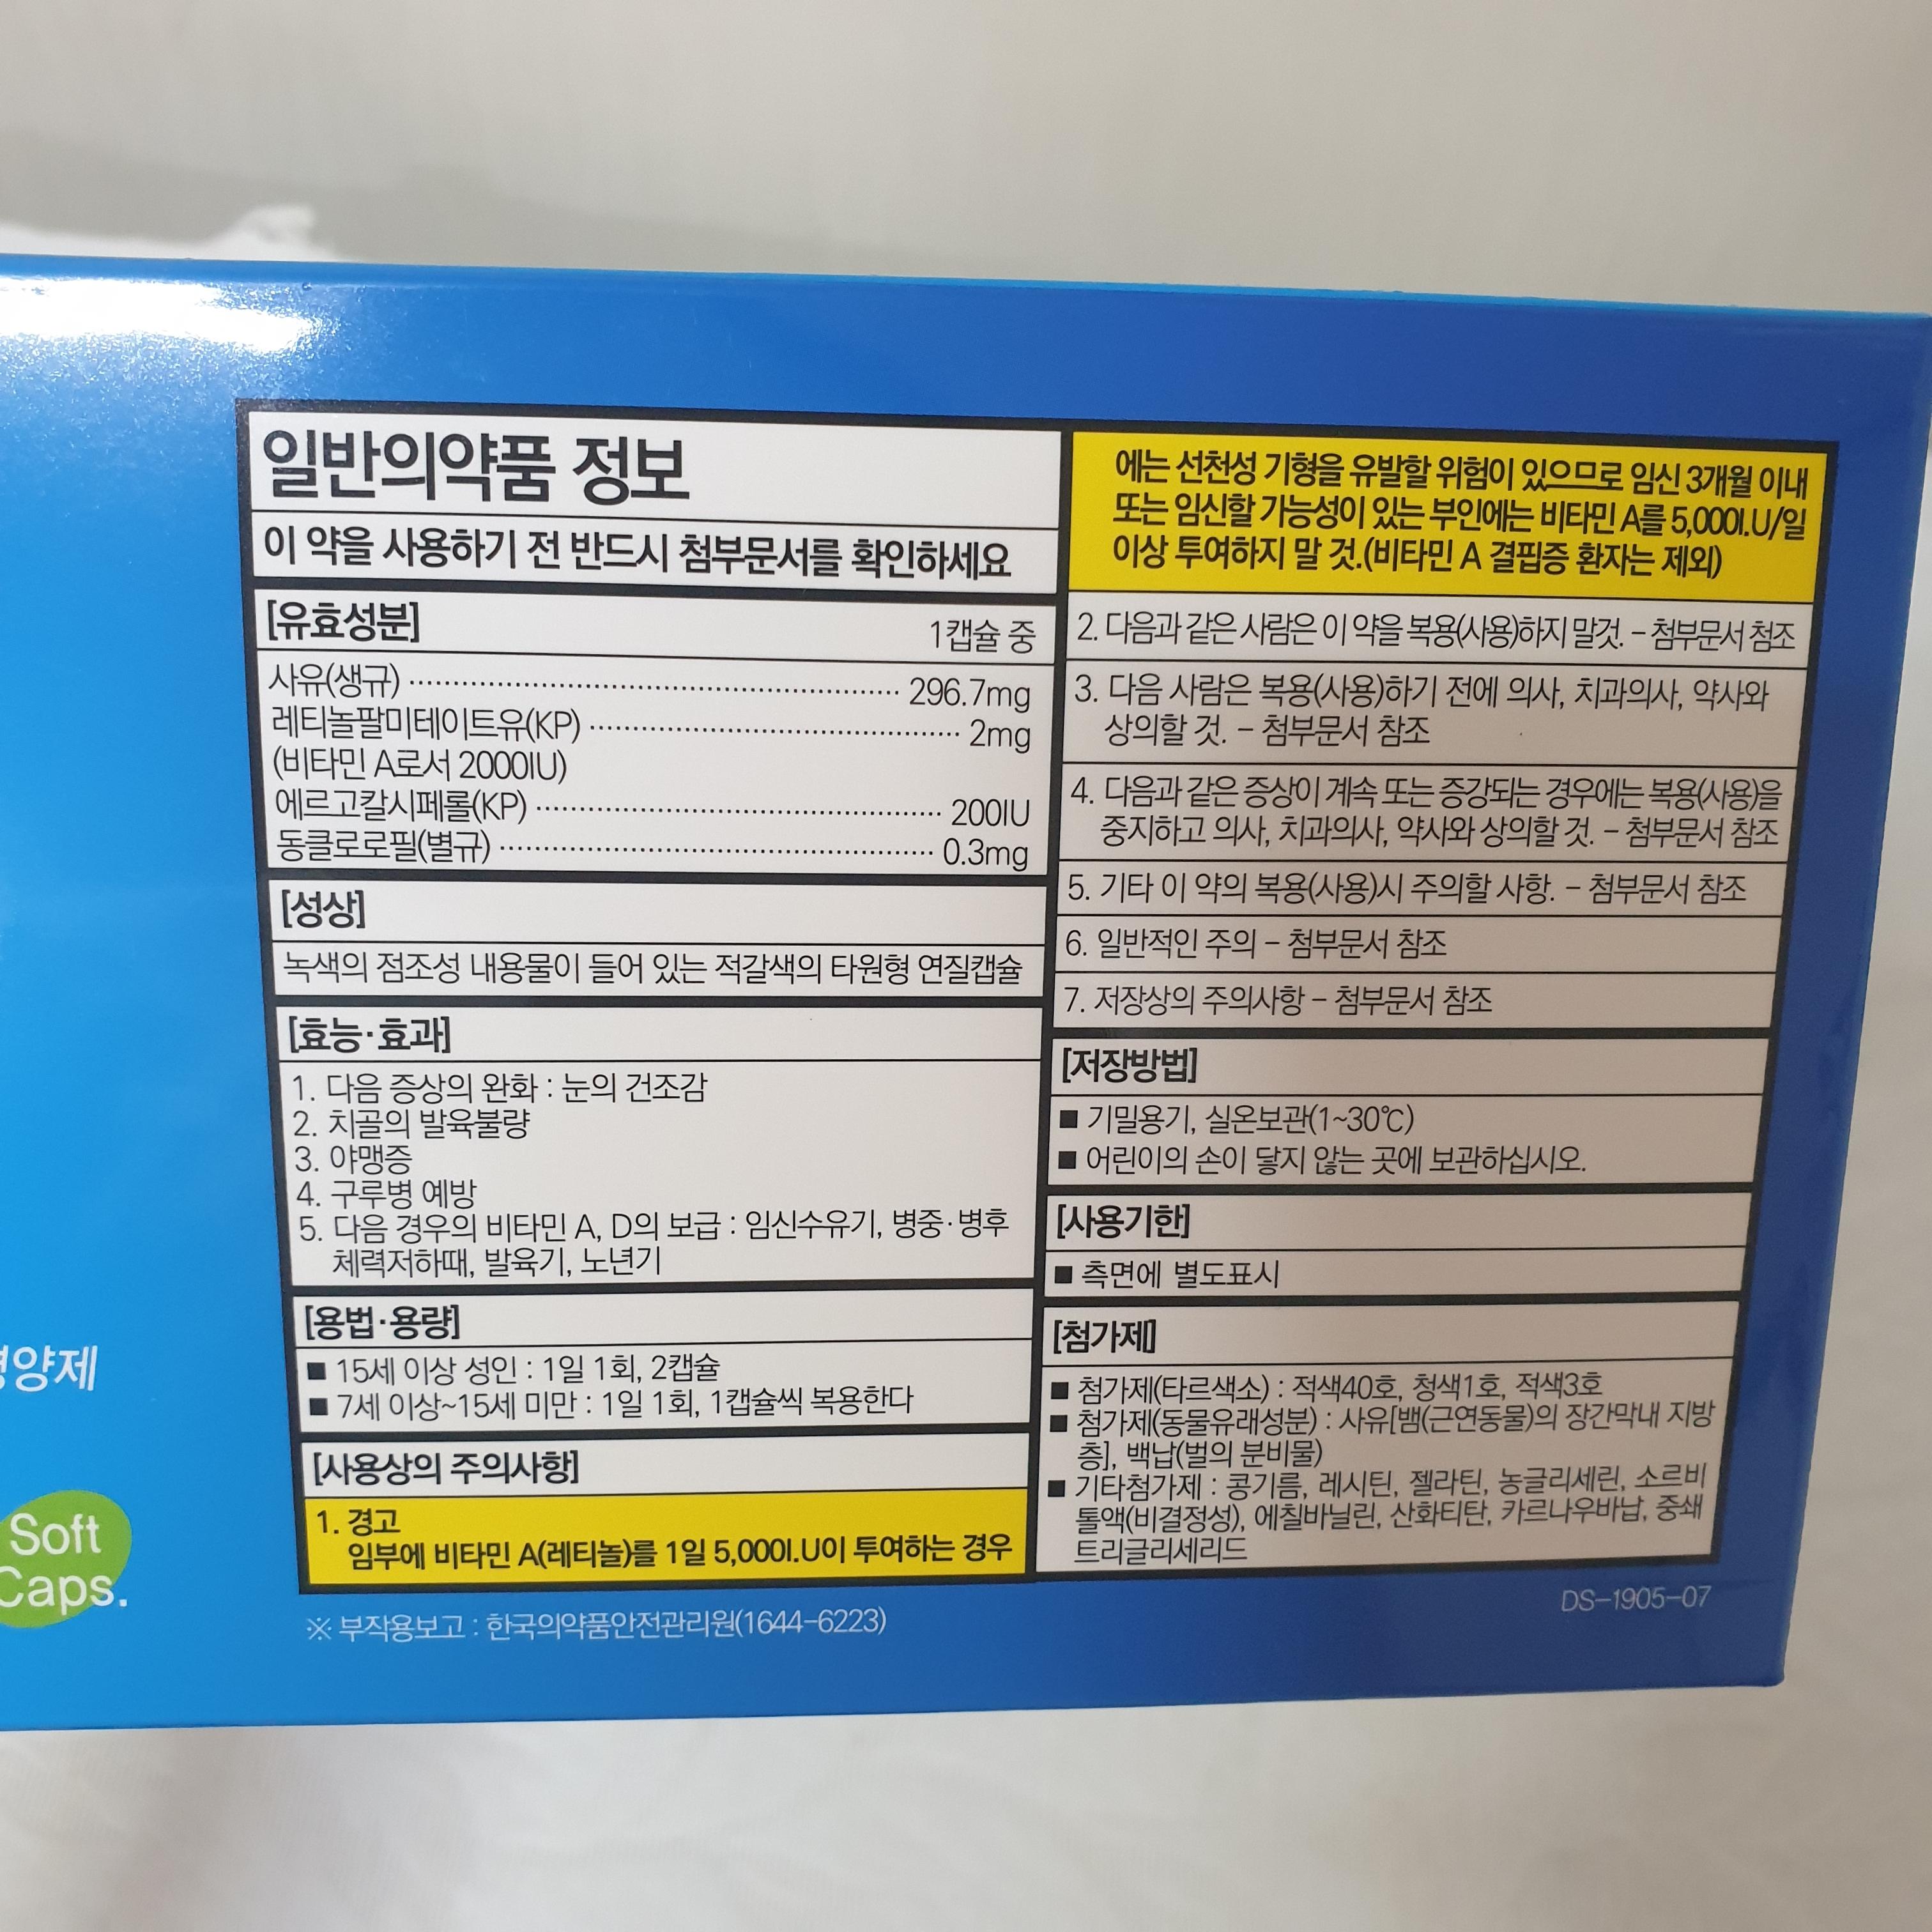 일반의약품 정보
이 약을 사용하기 전 반드시 첨부문서를 확인하세요
[유효성분] 1캡슐 중
사유(생규) 296.7mg
레티놀팔미테이트유(KP) 2mg
(비타민 A로서 2000IU)
에르고칼시페롤(KP) 200IU
동클로로필(별규) 0.3mg
[성상]
녹색의 점조성 내용물이 들어 있는 적갈색의 타원형 연질캡슐
[효능·효과]
1. 다음 증상의 완화 : 눈의 건조감
2. 치골의 발육불량
3. 야맹증
4. 구루병 예방
5. 다음 경우의 비타민 A, D의 보급 : 임신수유기, 병중·병후
체력저하때, 발육기, 노년기
[용법·용량]
■ 15세 이상 성인 : 1일 1회, 2캡슐
■ 7세 이상~15세 미만 : 1일 1회, 1캡슐씩 복용한다
[사용상의 주의사항]
1. 경고
임부에 비타민 A(레티놀)를 1일 5,000I.U이 투여하는 경우
에는 선천성 기형을 유발할 위험이 있으므로 임신 3개월 이내
또는 임신할 가능성이 있는 부인에는 비타민 A를 5,000I.U/일
이상 투여하지 말 것.(비타민 A 결핍증 환자는 제외)
2. 다음과 같은 사람은 이 약을 복용(사용)하지 말것. - 첨부문서 첨조
3. 다음 사람은 복용(사용)하기 전에 의사, 치과의사, 약사와
상의할 것. - 첨부문서 참조
4. 다음과 같은 증상이 계속 또는 증강되는 경우에는 복용(사용)을
중지하고 의사, 치과의사, 약사와 상의할 것. - 첨부문서 참조
5. 기타 이 약의 복용(사용)시 주의할 사항. - 첨부문서 참조
6. 일반적인 주의 - 첨부문서 참조
7. 저장상의 주의사항 - 첨부문서 참조
[저장방법]
■ 기밀용기, 실온보관(1~30℃)
■ 어린이의 손이 닿지 않는 곳에 보관하십시오.
[사용기한]
■ 측면에 별도표시
[첨가제]
■ 첨가제(타르색소) : 적색40호, 청색1호, 적색3호
■ 첨가제(동물유래성분) : 사유[뱀(근연동물)의 장간막내 지방
층], 백납(벌의 분비물)
■ 기타첨가제 : 콩기름, 레시틴, 젤라틴, 농글리세린, 소르비
톨액(비결정성), 에칠바닐린, 산화티탄, 카르나우바납, 중쇄
트리글리세리드
※ 부작용보고 : 한국의약품안전관리원(1644-6223)
DS-1905-07
영양제
Soft
Caps.